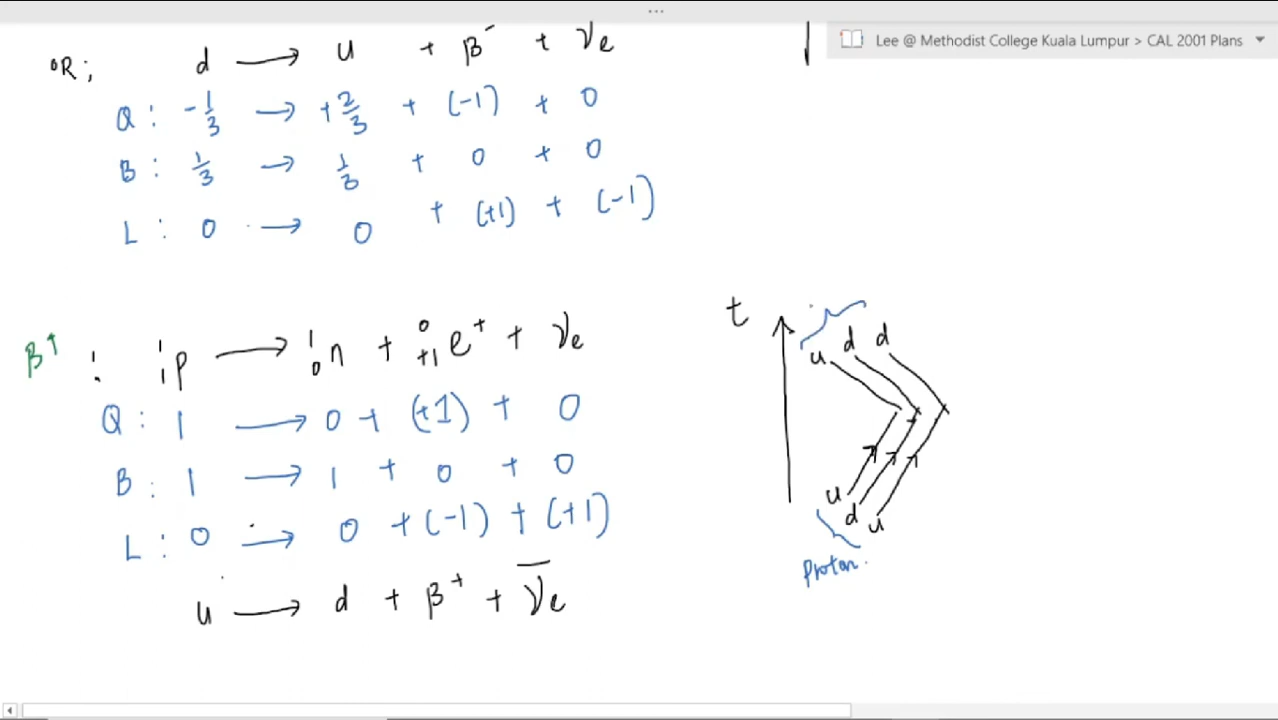 Lee @ Methodist College Kuala Lumpur > CAL 2001 Plans
OR; d → u + β⁻ + νe
Q : -1/3 → +2/3 + (-1) + 0
B : 1/3 → 1/3 + 0 + 0
L : 0 → 0 + (+1) + (-1)
β⁺ : ¹₁p → ¹₀n + ⁰₊₁e⁺ + νe
Q : 1 → 0 + (+1) + 0
B : 1 → 1 + 0 + 0
L : 0 → 0 + (-1) + (+1)
u → d + β⁺ + ν̅e
t
u d d
u d u
Proton